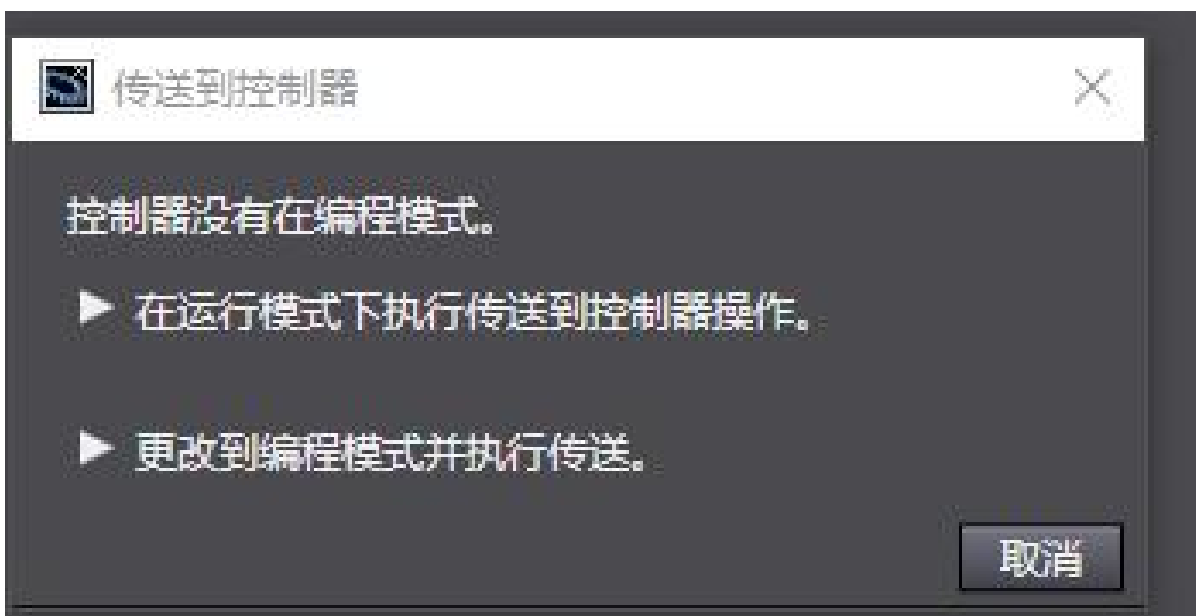 传送到控制器
控制器没有在编程模式。
在运行模式下执行传送到控制器操作。
更改到编程模式并执行传送。
取消